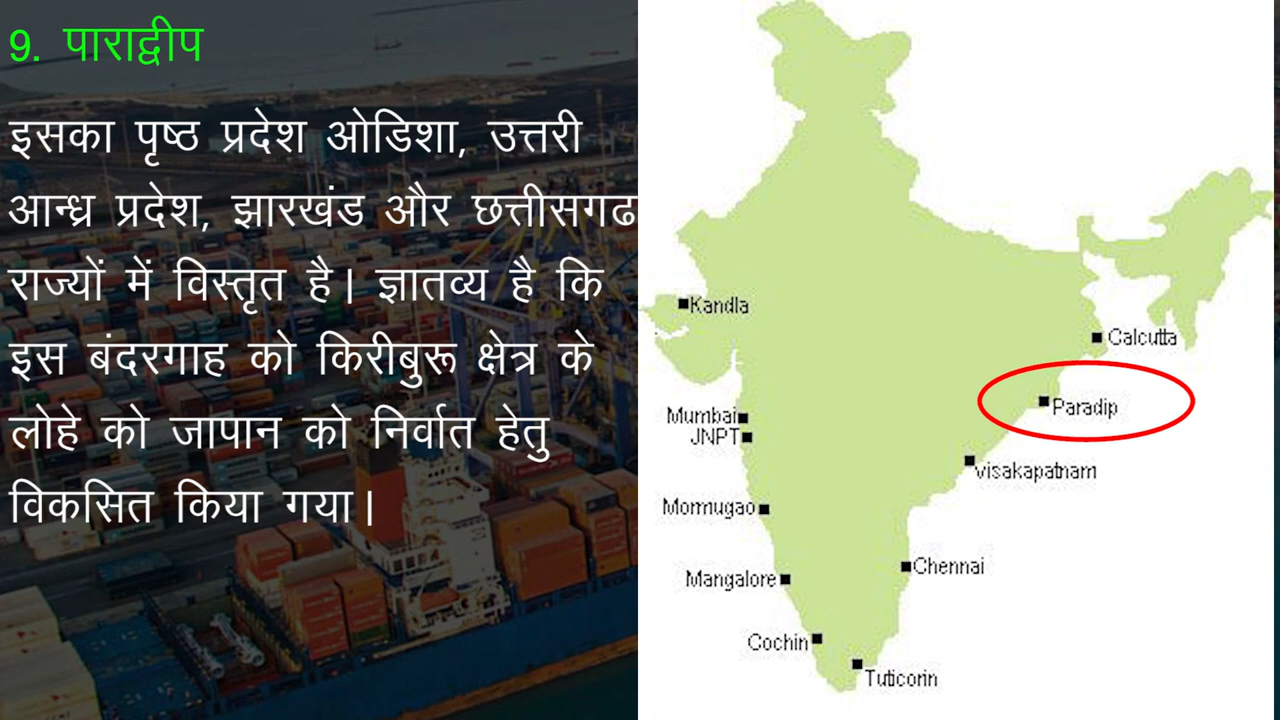 9. पाराद्वीप
इसका पृष्ठ प्रदेश ओडिशा, उत्तरी
आन्ध्र प्रदेश, झारखंड और छत्तीसगढ
राज्यों में विस्तृत है। ज्ञातव्य है कि
इस बंदरगाह को किरीबुरू क्षेत्र के
लोहे को जापान को निर्वात हेतु
विकसित किया गया।
Kandla
Calcutta
Paradip
Mumbai
JNPT
visakapatnam
Mormugao
Chennai
Mangalore
Cochin
Tuticorin